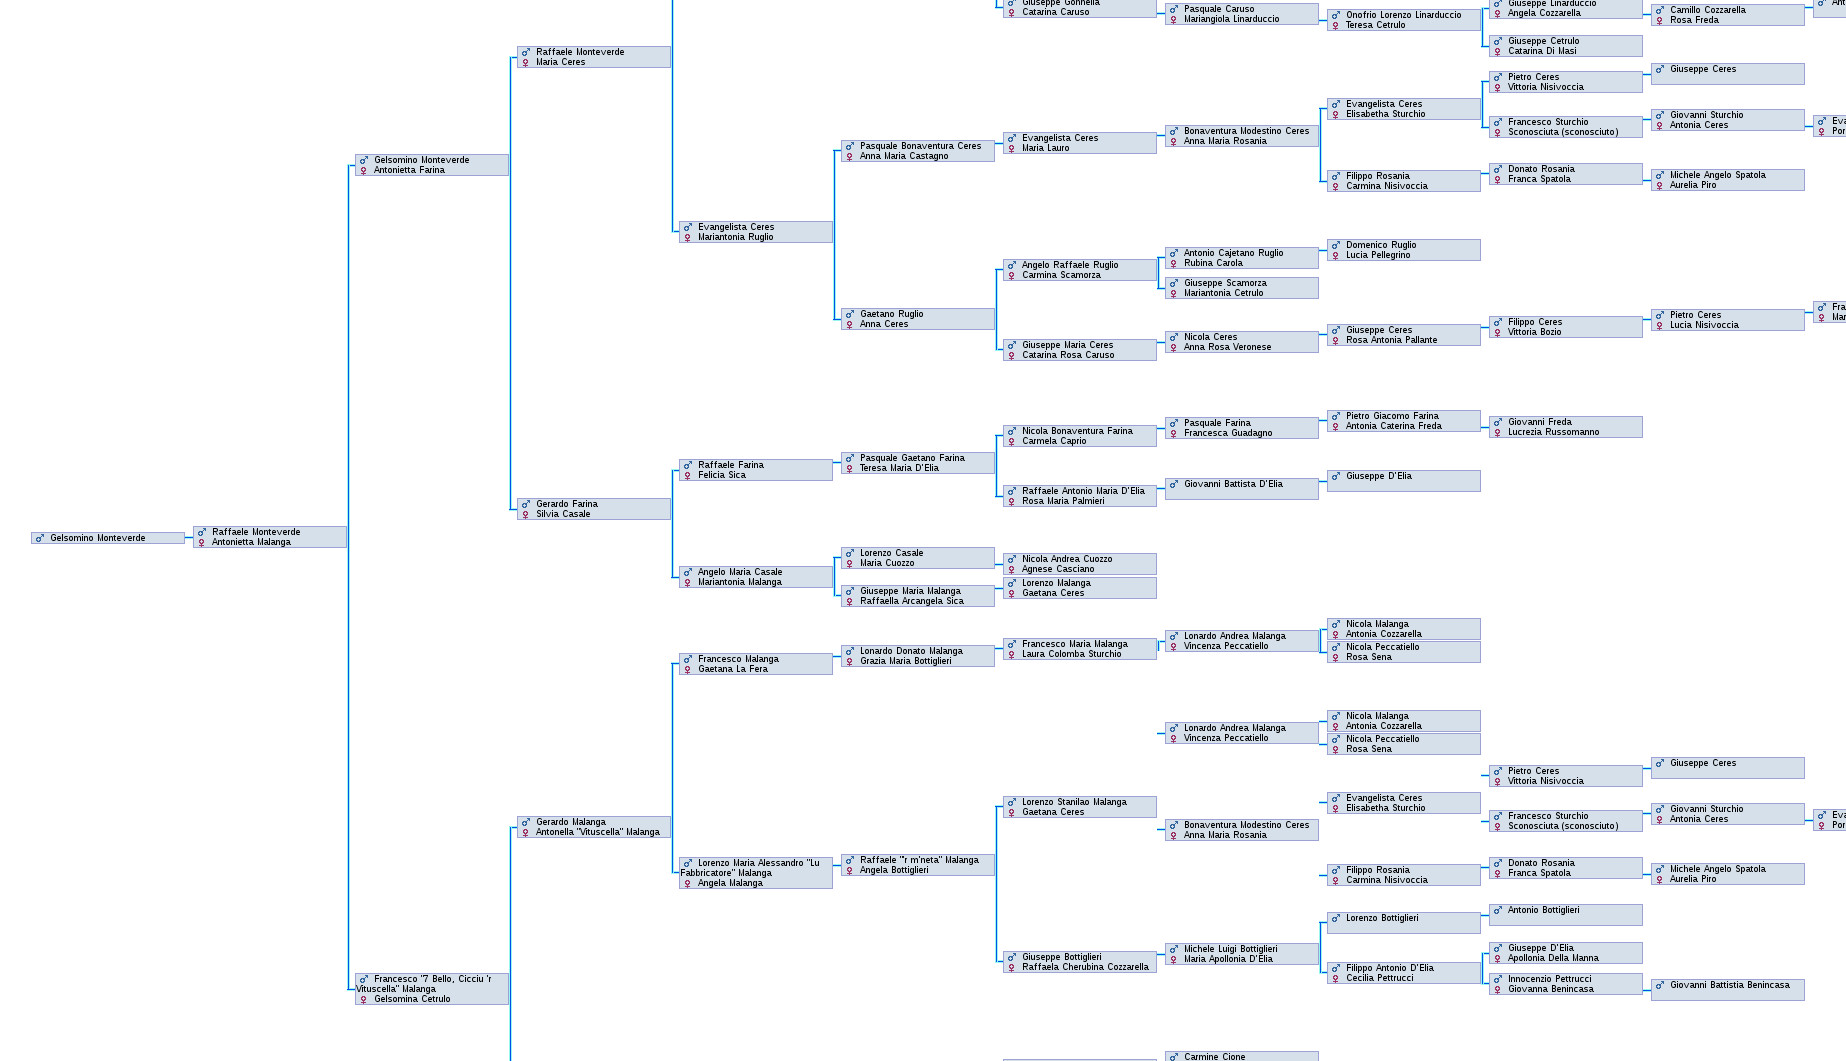 Gelsomino Monteverde
Raffaele Monteverde
Antonietta Malanga
Gelsomino Monteverde
Antonietta Farina
Francesco "7 Bello, Cicciu 'r
Vituscella" Malanga
Gelsomina Cetrulo
Raffaele Monteverde
Maria Ceres
Gerardo Farina
Silvia Casale
Gerardo Malanga
Antonella "Vituscella" Malanga
Evangelista Ceres
Mariantonia Ruglio
Raffaele Farina
Felicia Sica
Angelo Maria Casale
Mariantonia Malanga
Francesco Malanga
Gaetana La Fera
Lorenzo Maria Alessandro "Lu
Fabbricatore" Malanga
Angela Malanga
Pasquale Bonaventura Ceres
Anna Maria Castagno
Gaetano Ruglio
Anna Ceres
Pasquale Gaetano Farina
Teresa Maria D'Elia
Lorenzo Casale
Maria Cuozzo
Giuseppe Maria Malanga
Raffaella Arcangela Sica
Lonardo Donato Malanga
Grazia Maria Bottiglieri
Raffaele "'r m'neta" Malanga
Angela Bottiglieri
Giuseppe Gonnella
Catarina Caruso
Evangelista Ceres
Maria Lauro
Angelo Raffaele Ruglio
Carmina Scamorza
Giuseppe Maria Ceres
Catarina Rosa Caruso
Nicola Bonaventura Farina
Carmela Caprio
Raffaele Antonio Maria D'Elia
Rosa Maria Palmieri
Nicola Andrea Cuozzo
Agnese Casciano
Lorenzo Malanga
Gaetana Ceres
Francesco Maria Malanga
Laura Colomba Sturchio
Lorenzo Stanilao Malanga
Gaetana Ceres
Giuseppe Bottiglieri
Raffaela Cherubina Cozzarella
Pasquale Caruso
Mariangiola Linarduccio
Bonaventura Modestino Ceres
Anna Maria Rosania
Antonio Cajetano Ruglio
Rubina Carola
Giuseppe Scamorza
Mariantonia Cetrulo
Nicola Ceres
Anna Rosa Veronese
Pasquale Farina
Francesca Guadagno
Giovanni Battista D'Elia
Lonardo Andrea Malanga
Vincenza Peccatiello
Lonardo Andrea Malanga
Vincenza Peccatiello
Bonaventura Modestino Ceres
Anna Maria Rosania
Michele Luigi Bottiglieri
Maria Apollonia D'Elia
Carmine Cione
Onofrio Lorenzo Linarduccio
Teresa Cetrulo
Evangelista Ceres
Elisabetha Sturchio
Filippo Rosania
Carmina Nisivoccia
Domenico Ruglio
Lucia Pellegrino
Giuseppe Ceres
Rosa Antonia Pallante
Pietro Giacomo Farina
Antonia Caterina Freda
Giuseppe D'Elia
Nicola Malanga
Antonia Cozzarella
Nicola Peccatiello
Rosa Sena
Nicola Malanga
Antonia Cozzarella
Nicola Peccatiello
Rosa Sena
Evangelista Ceres
Elisabetha Sturchio
Filippo Rosania
Carmina Nisivoccia
Lorenzo Bottiglieri
Filippo Antonio D'Elia
Cecilia Pettrucci
Giuseppe Linarduccio
Angela Cozzarella
Giuseppe Cetrulo
Catarina Di Masi
Pietro Ceres
Vittoria Nisivoccia
Francesco Sturchio
Sconosciuta (sconosciuto)
Donato Rosania
Franca Spatola
Filippo Ceres
Vittoria Bozio
Giovanni Freda
Lucrezia Russomanno
Pietro Ceres
Vittoria Nisivoccia
Francesco Sturchio
Sconosciuta (sconosciuto)
Donato Rosania
Franca Spatola
Antonio Bottiglieri
Giuseppe D'Elia
Apollonia Della Manna
Innocenzio Pettrucci
Giovanna Benincasa
Camillo Cozzarella
Rosa Freda
Giuseppe Ceres
Giovanni Sturchio
Antonia Ceres
Michele Angelo Spatola
Aurelia Piro
Pietro Ceres
Lucia Nisivoccia
Giuseppe Ceres
Giovanni Sturchio
Antonia Ceres
Michele Angelo Spatola
Aurelia Piro
Giovanni Battistia Benincasa